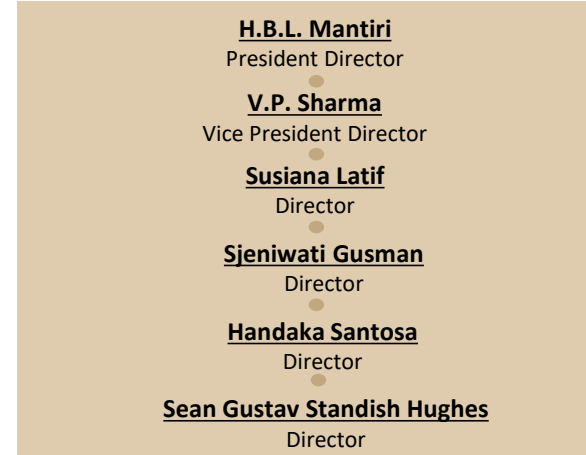 H.B.L. Mantiri
President Director
V.P. Sharma
Vice President Director
Susiana Latif
Director
Sjeniwati Gusman
Director
Handaka Santosa
Director
Sean Gustav Standish Hughes
Director